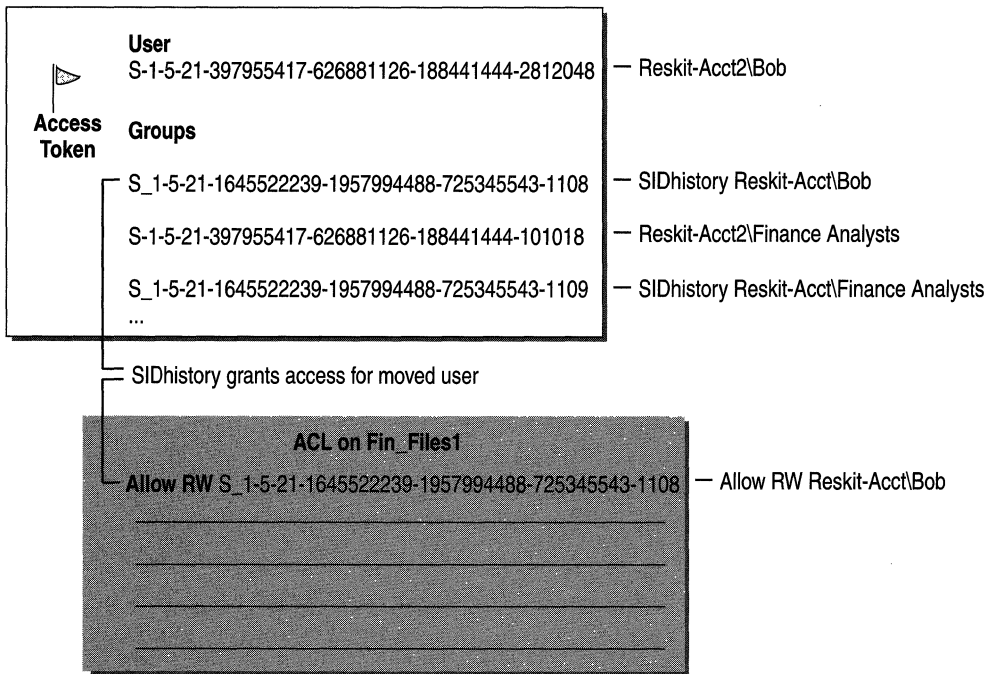 User
S-1-5-21-397955417-626881126-188441444-2812048 – Reskit-Acct2\Bob
Access
Token
Groups
S_1-5-21-1645522239-1957994488-725345543-1108 – SIDhistory Reskit-Acct\Bob
S-1-5-21-397955417-626881126-188441444-101018 – Reskit-Acct2\Finance Analysts
S_1-5-21-1645522239-1957994488-725345543-1109 – SIDhistory Reskit-Acct\Finance Analysts
...
SIDhistory grants access for moved user
ACL on Fin_Files1
Allow RW S_1-5-21-1645522239-1957994488-725345543-1108 – Allow RW Reskit-Acct\Bob